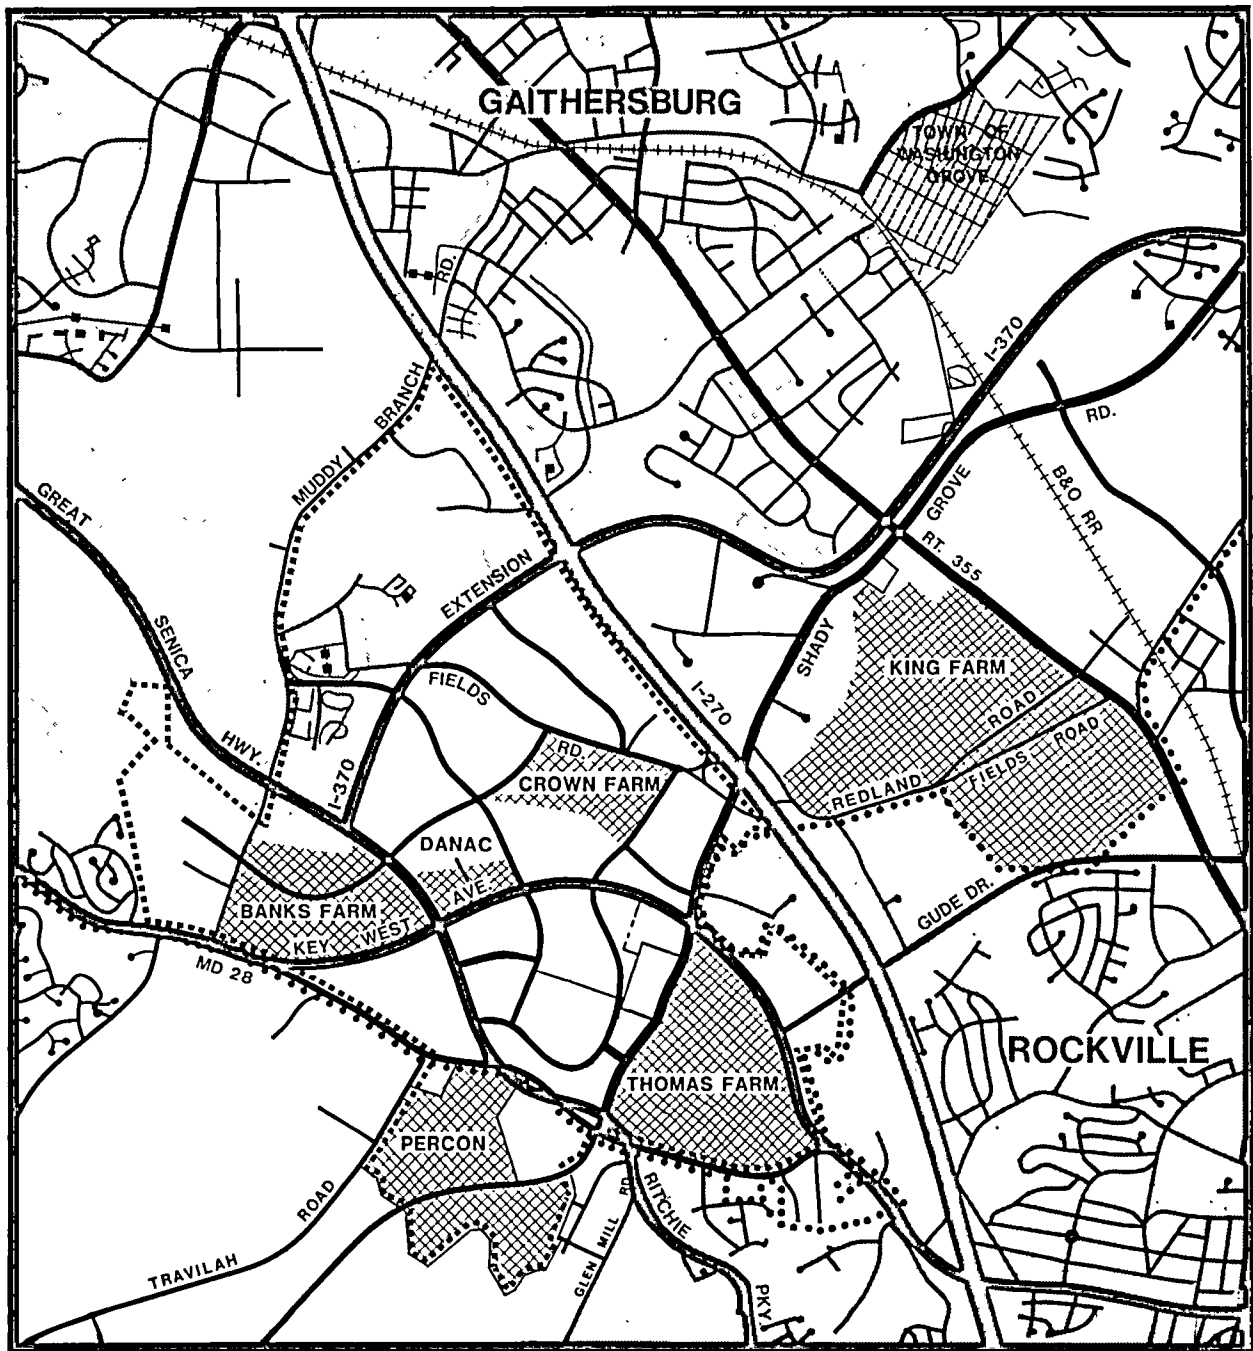 GAITHERSBURG
TOWN OF
WASHINGTON
GROVE
RD.
I-370
MUDDY BRANCH
RD.
GREAT
GROVE
B&O RR
RT. 355
EXTENSION
SENICA
SHADY
KING FARM
FIELDS
I-270
ROAD
ROAD
HWY.
RD.
CROWN FARM
FIELDS
REDLAND
I-370
DANAC
AVE.
BANKS FARM
GUDE DR.
KEY WEST
MD 28
ROCKVILLE
THOMAS FARM
PERCON
ROAD
RD.
RITCHIE
GLEN MILL
TRAVILAH
PKY.